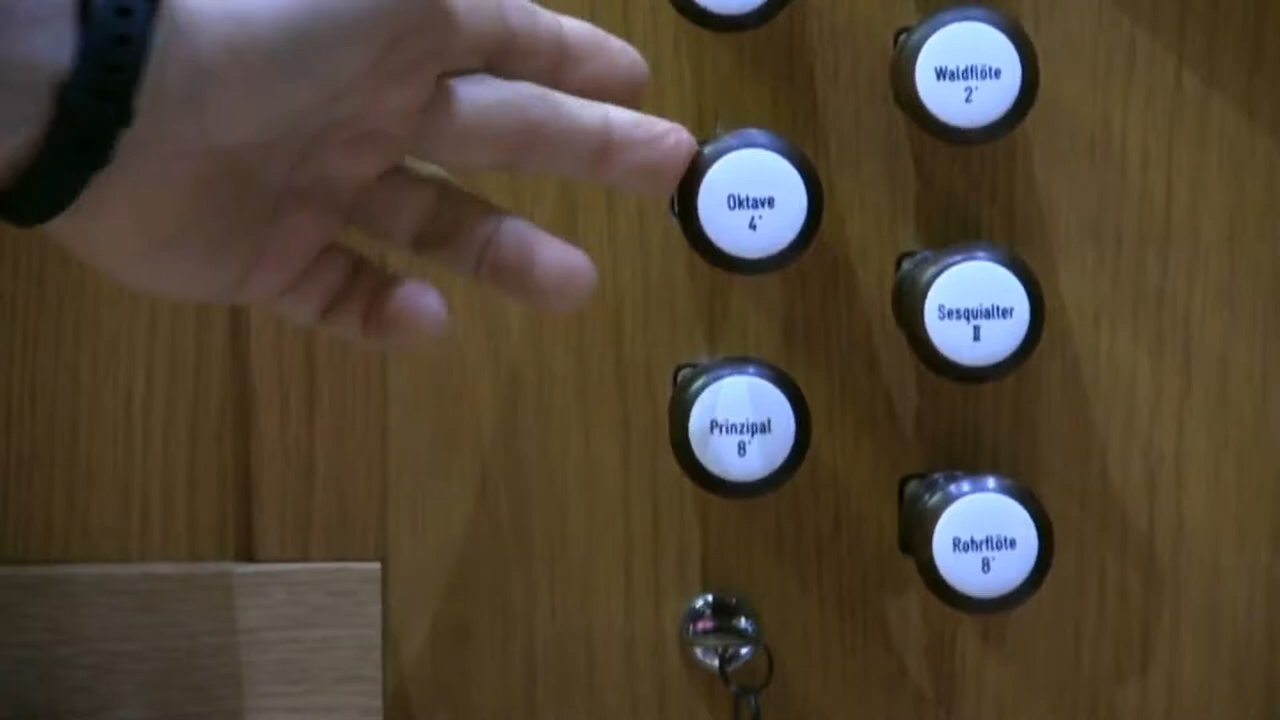 Waldflöte
2'
Oktave
4'
Sesquialter
II
Prinzipal
8'
Rohrflöte
8'